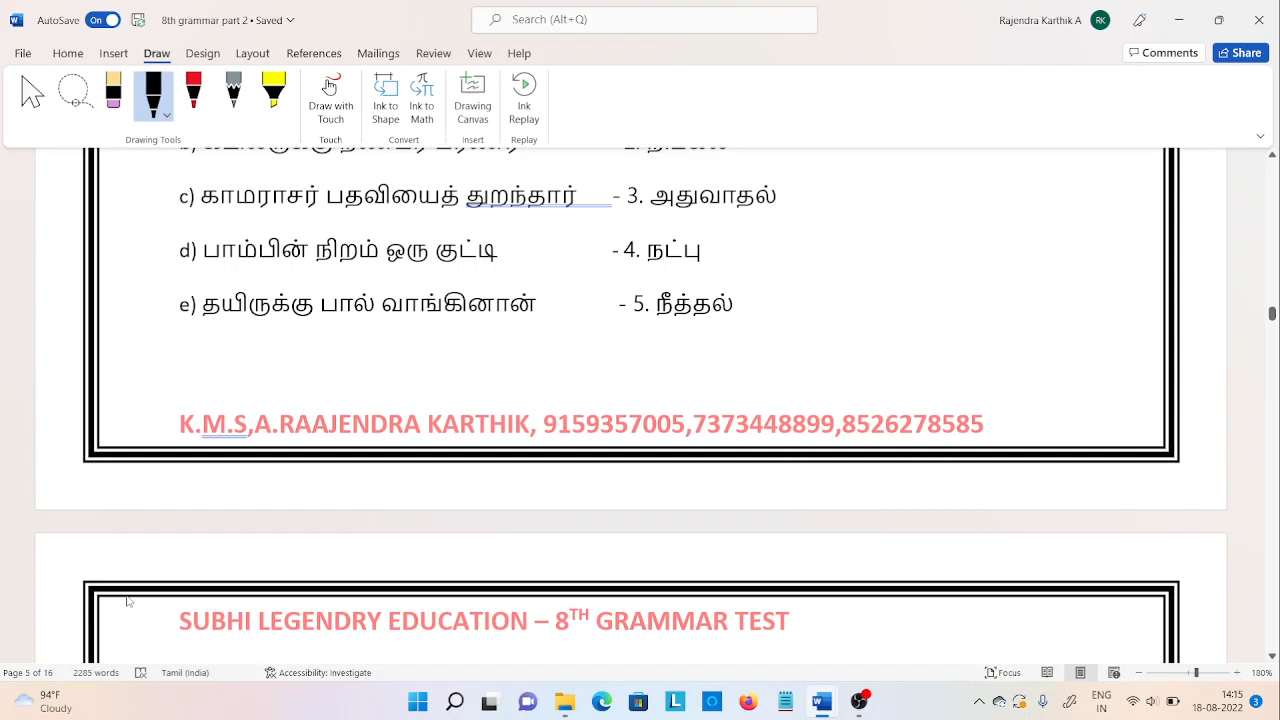 AutoSave On 8th grammar 2 • Saved Search (Alt+Q) Rajendra Karthik A RK
File Home Insert Draw Design Layout References Mailings Review View Help Comments Share
Draw with Touch Ink to Shape Ink to Math Drawing Canvas Ink Replay
Drawing Tools Touch Convert Insert Replay
c) காமராசர் பதவியைத் துறந்தார் - 3. அதுவாதல்
d) பாம்பின் நிறம் ஒரு குட்டி - 4. நட்பு
e) தயிருக்கு பால் வாங்கினான் - 5. நீத்தல்
K.M.S,A.RAAJENDRA KARTHIK, 9159357005,7373448899,8526278585
SUBHI LEGENDRY EDUCATION – 8TH GRAMMAR TEST
Page 5 of 16 2285 words Tamil (India) Accessibility: Investigate Focus 180%
94°F ENG 14:15
Cloudy IN 18-08-2022 3